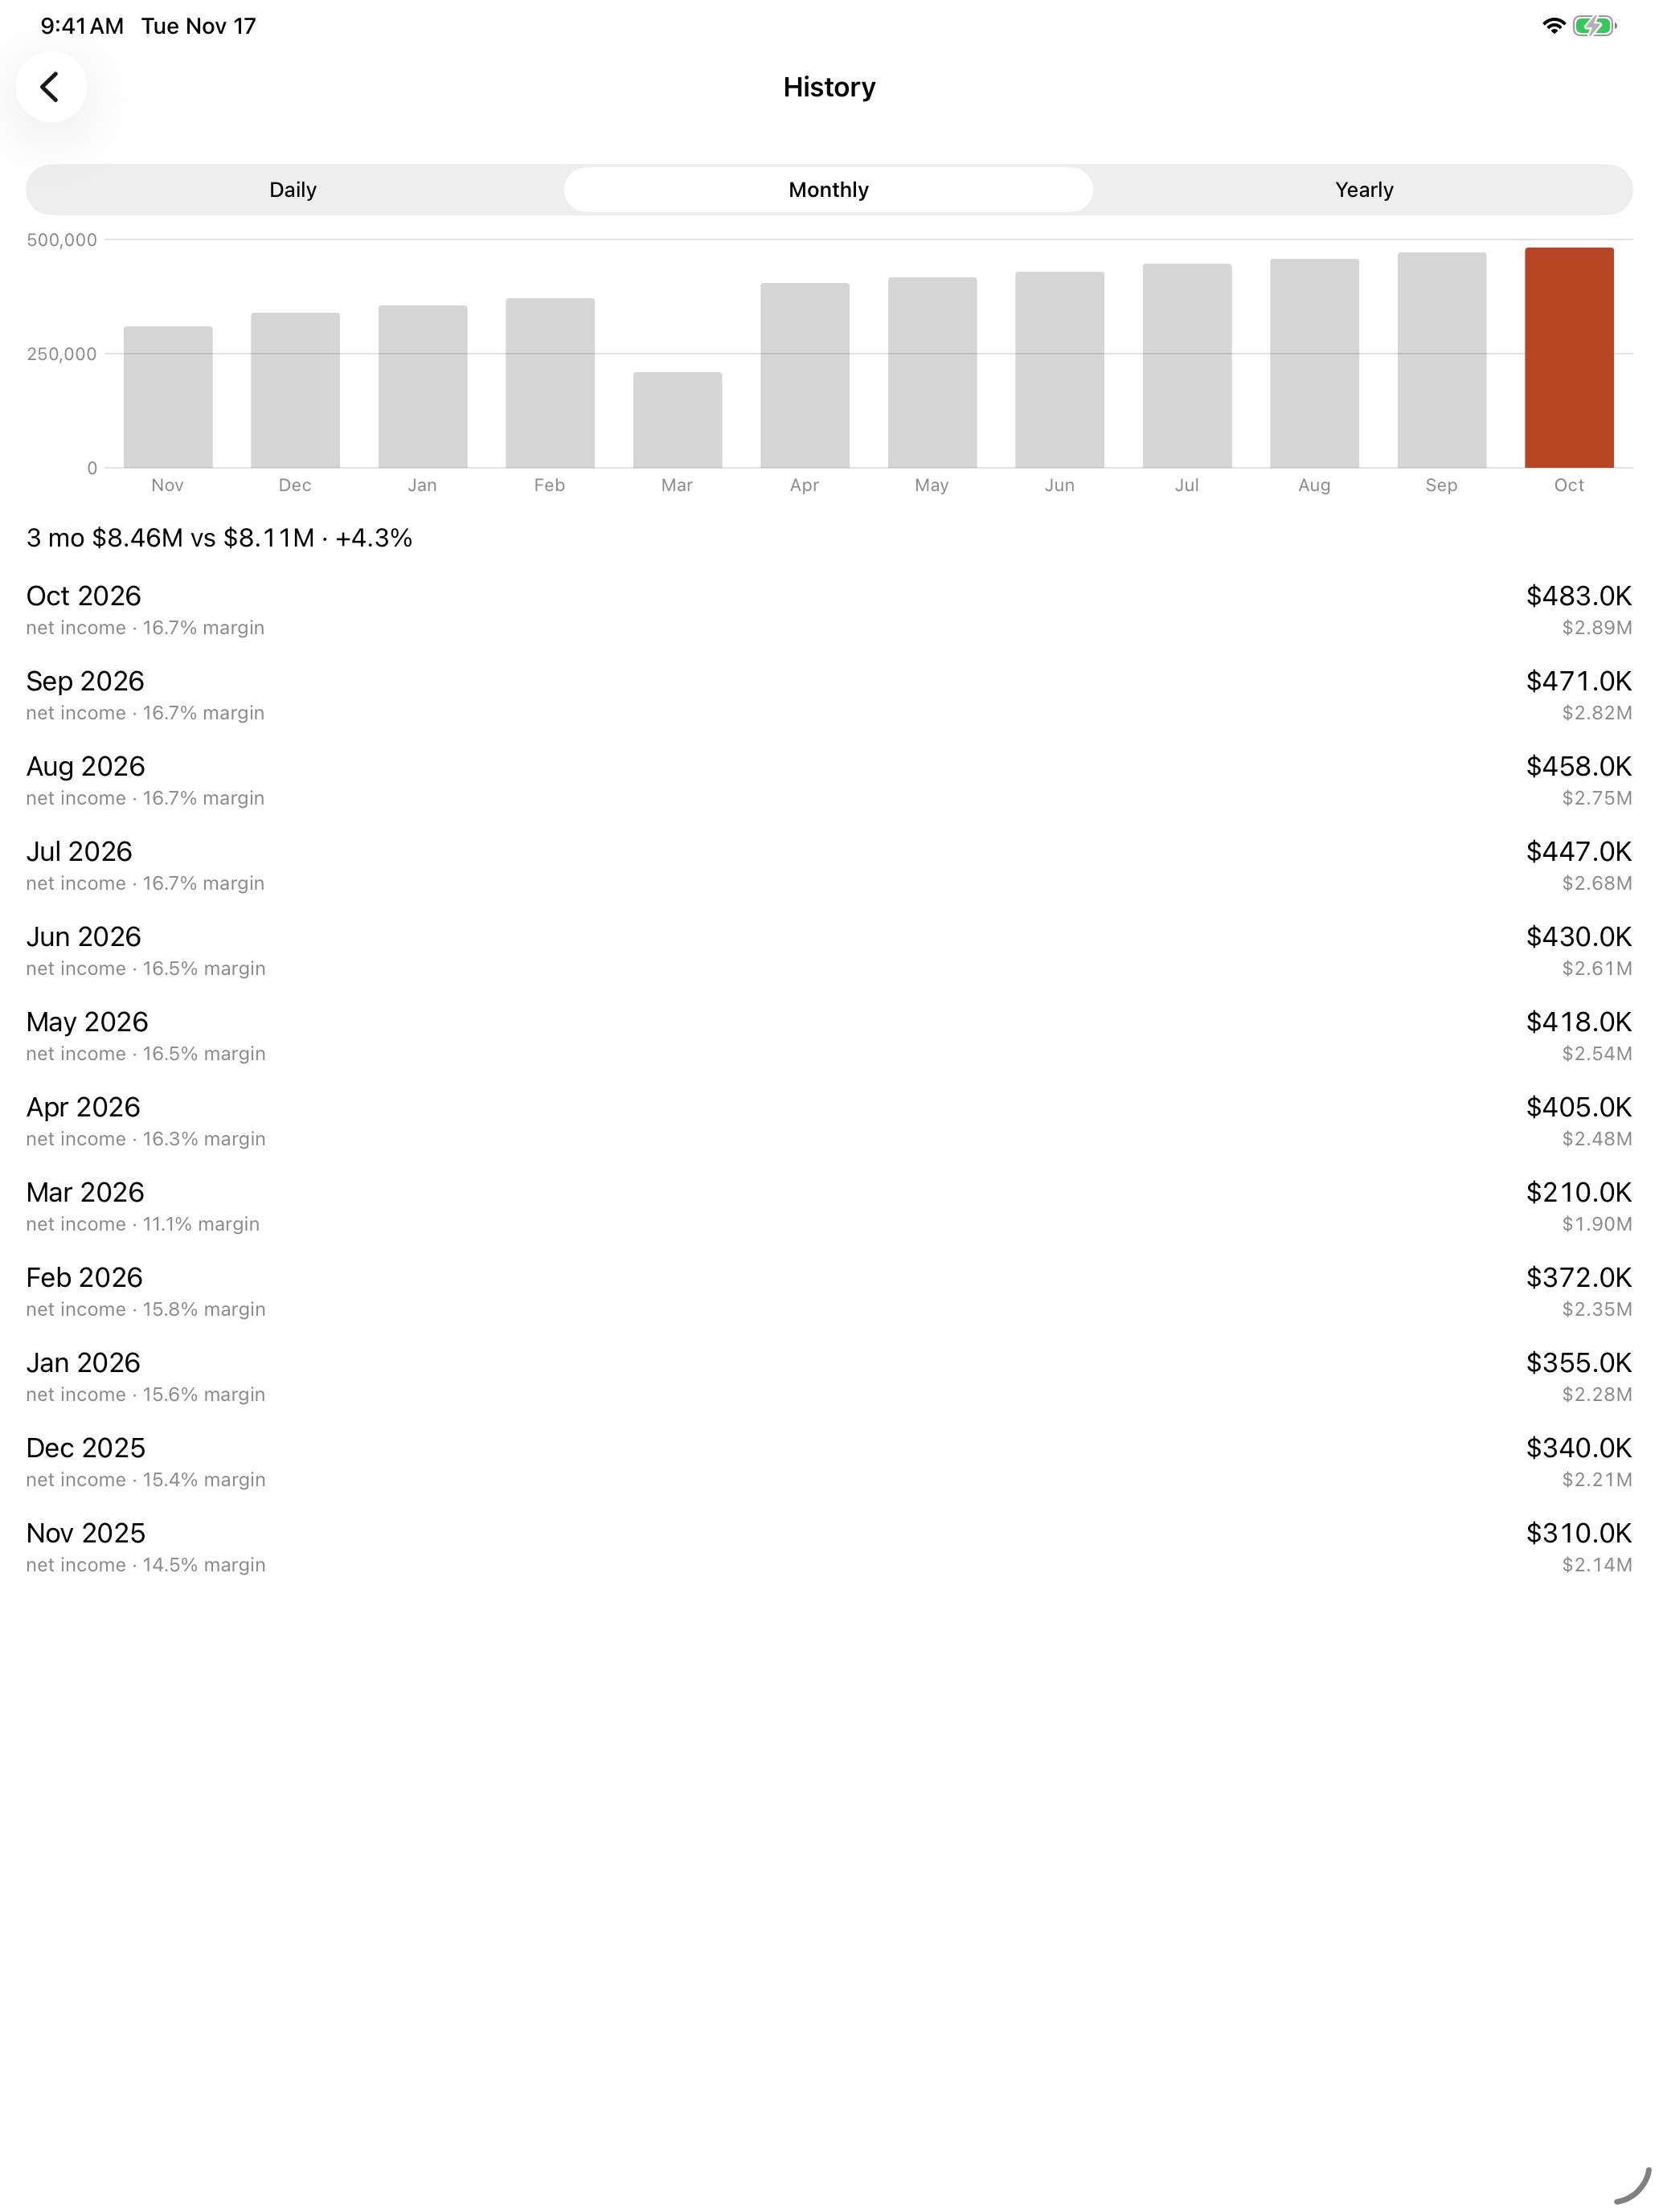 9:41 AM Tue Nov 17
History
Daily Monthly Yearly
500,000
250,000
0
Nov Dec Jan Feb Mar Apr May Jun Jul Aug Sep Oct
3 mo $8.46M vs $8.11M · +4.3%
Oct 2026 $483.0K
net income · 16.7% margin $2.89M
Sep 2026 $471.0K
net income · 16.7% margin $2.82M
Aug 2026 $458.0K
net income · 16.7% margin $2.75M
Jul 2026 $447.0K
net income · 16.7% margin $2.68M
Jun 2026 $430.0K
net income · 16.5% margin $2.61M
May 2026 $418.0K
net income · 16.5% margin $2.54M
Apr 2026 $405.0K
net income · 16.3% margin $2.48M
Mar 2026 $210.0K
net income · 11.1% margin $1.90M
Feb 2026 $372.0K
net income · 15.8% margin $2.35M
Jan 2026 $355.0K
net income · 15.6% margin $2.28M
Dec 2025 $340.0K
net income · 15.4% margin $2.21M
Nov 2025 $310.0K
net income · 14.5% margin $2.14M